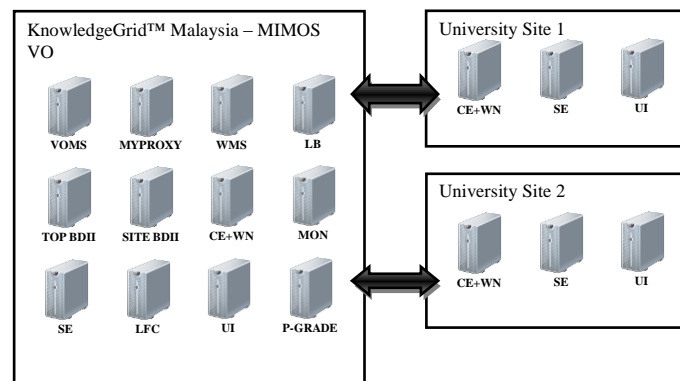 KnowledgeGrid™ Malaysia – MIMOS
VO
VOMS MYPROXY WMS LB
TOP BDII SITE BDII CE+WN MON
SE LFC UI P-GRADE
University Site 1
CE+WN SE UI
University Site 2
CE+WN SE UI